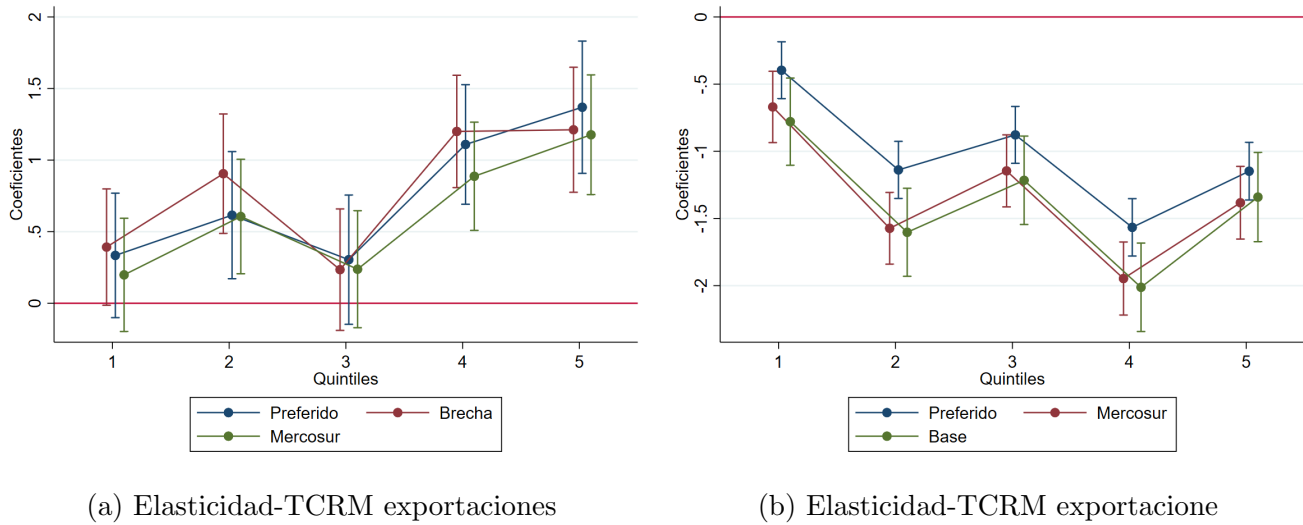 2
1.5
1
.5
0
Coeficientes
1 2 3 4 5
Quintiles
Preferido Brecha
Mercosur
(a) Elasticidad-TCRM exportaciones
0
-.5
-1
-1.5
-2
Coeficientes
1 2 3 4 5
Quintiles
Preferido Mercosur
Base
(b) Elasticidad-TCRM exportacione